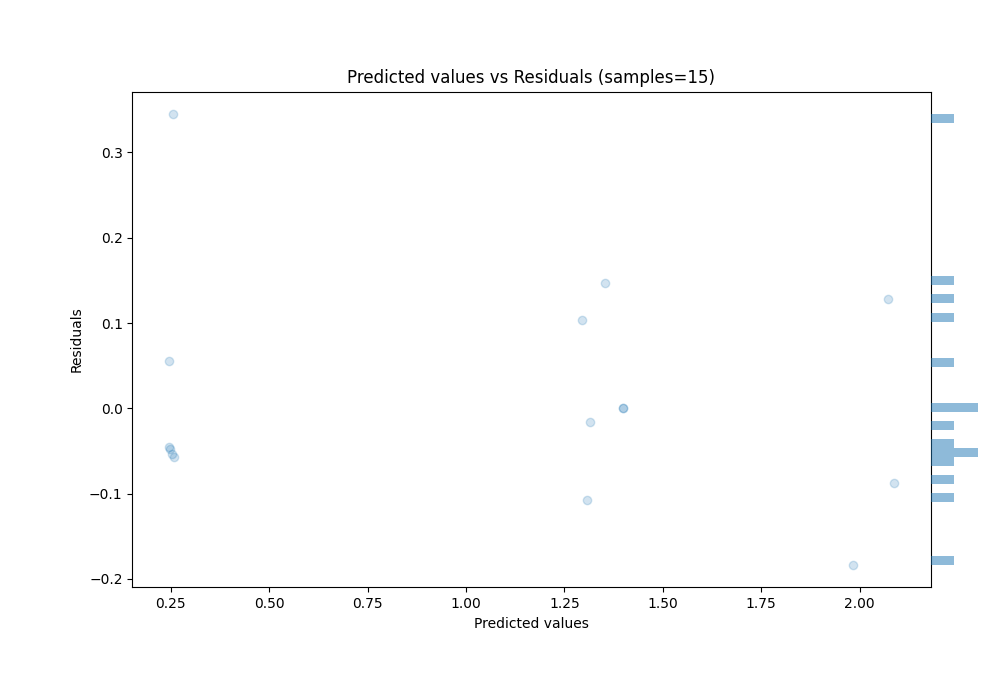 Predicted values vs Residuals (samples=15)
0.3
0.2
0.1
0.0
−0.1
−0.2
Residuals
0.25 0.50 0.75 1.00 1.25 1.50 1.75 2.00
Predicted values